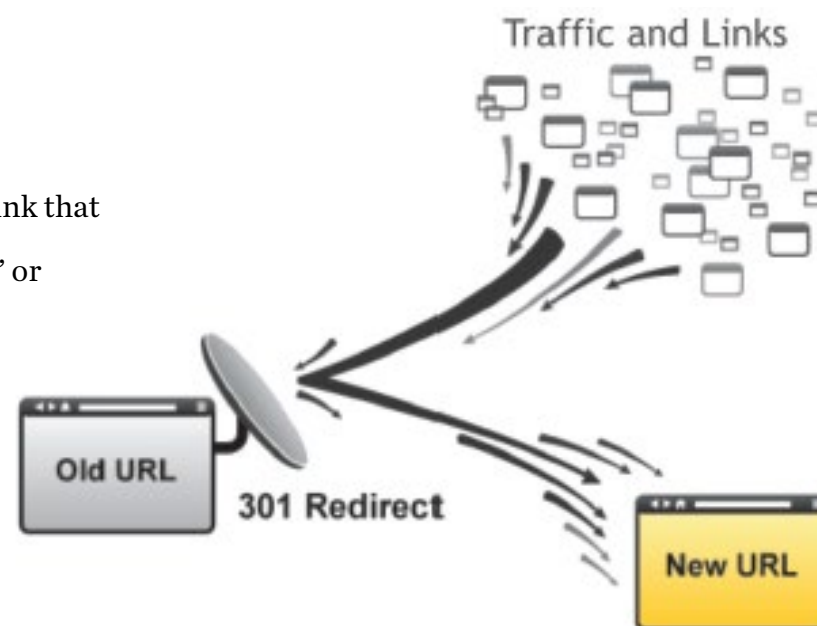 Traffic and Links
ink that
” or
Old URL
301 Redirect
New URL